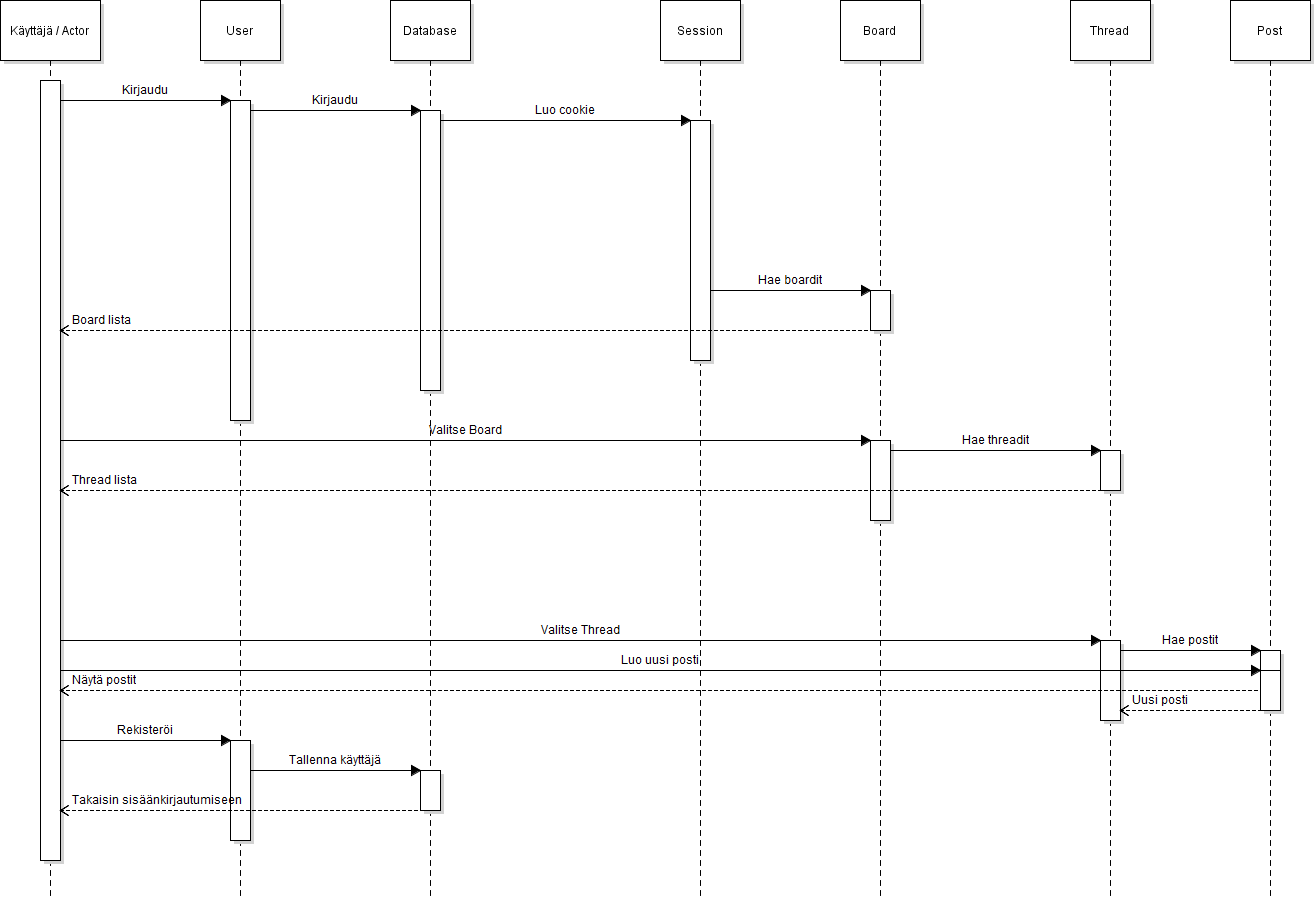 Käyttäjä / Actor
User
Database
Session
Board
Thread
Post
Kirjaudu
Kirjaudu
Luo cookie
Hae boardit
Board lista
Valitse Board
Hae threadit
Thread lista
Valitse Thread
Hae postit
Luo uusi posti
Näytä postit
Uusi posti
Rekisteröi
Tallenna käyttäjä
Takaisin sisäänkirjautumiseen